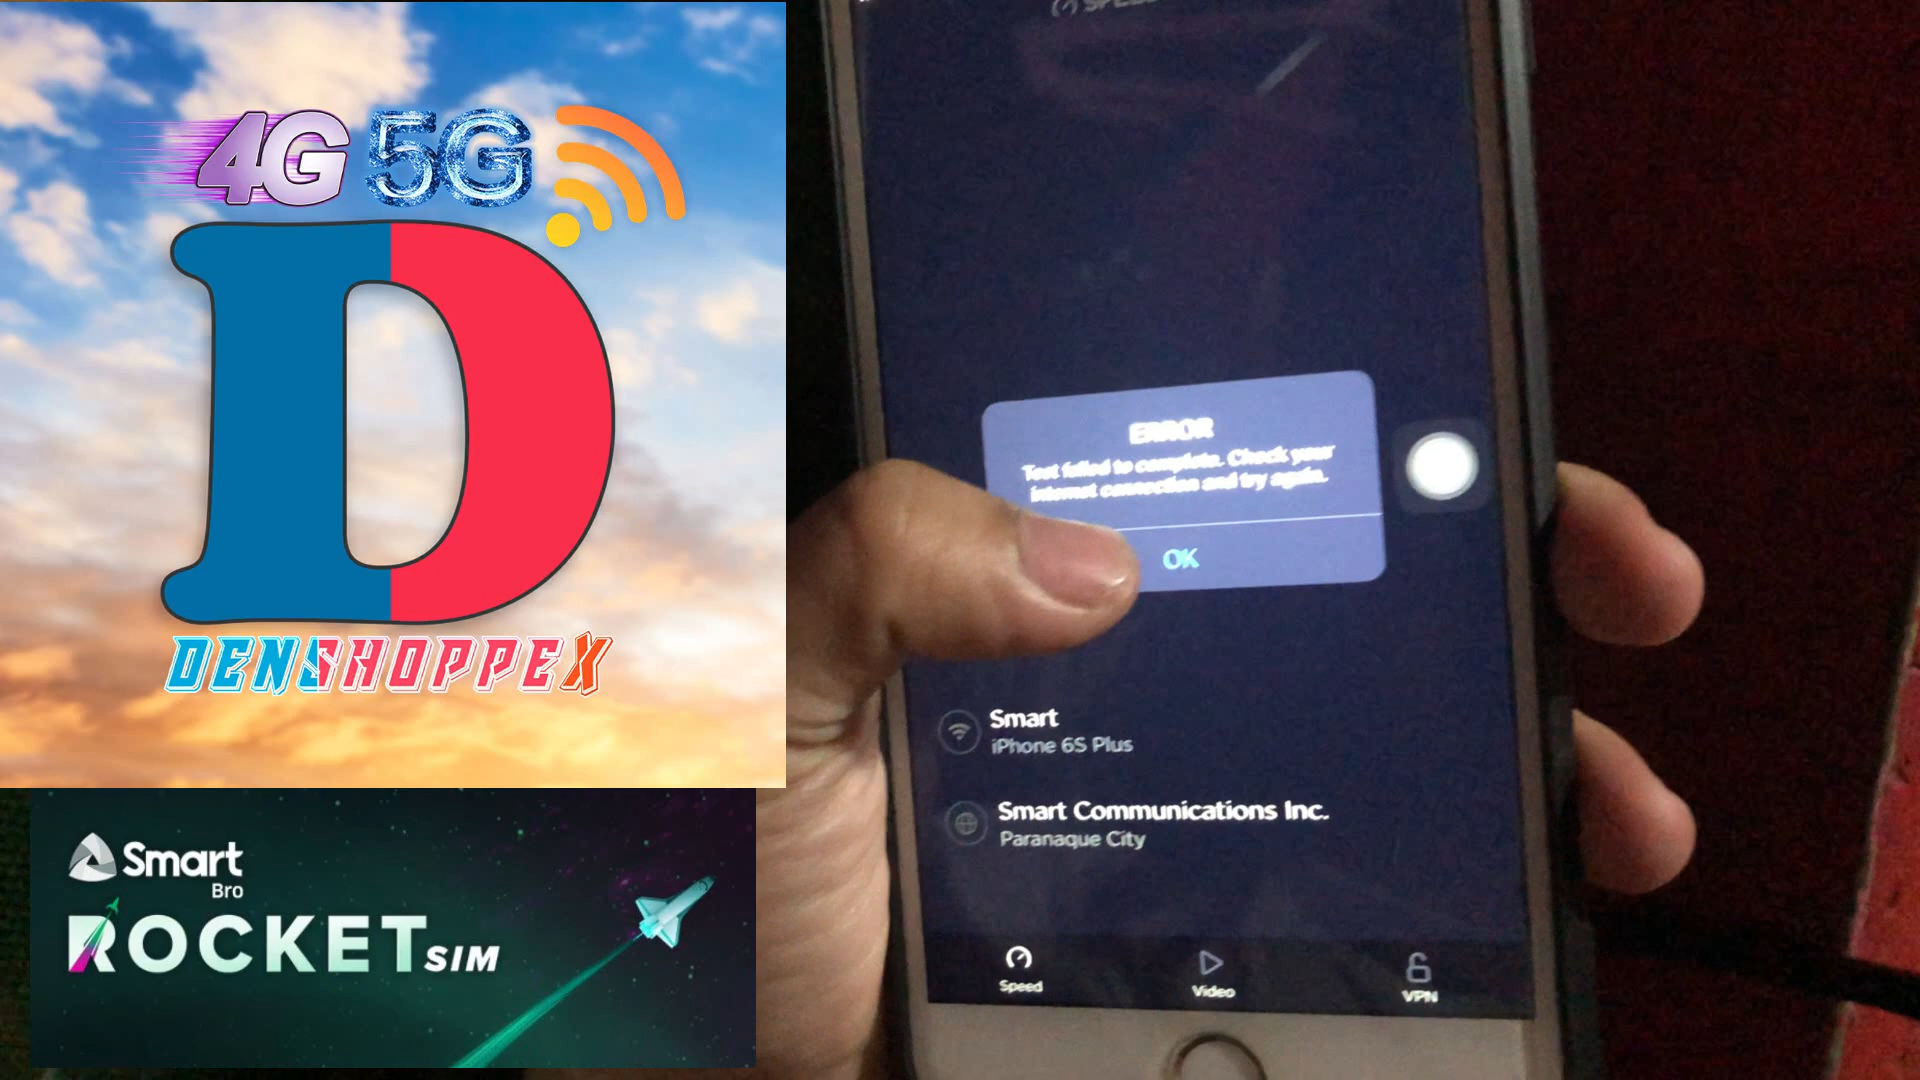 4G 5G
D
DENSHOPPEX
Smart
Bro
ROCKET SIM
ERROR
Test failed to complete. Check your
internet connection and try again.
OK
Smart
iPhone 6S Plus
Smart Communications Inc.
Paranaque City
Speed
Video
VPN